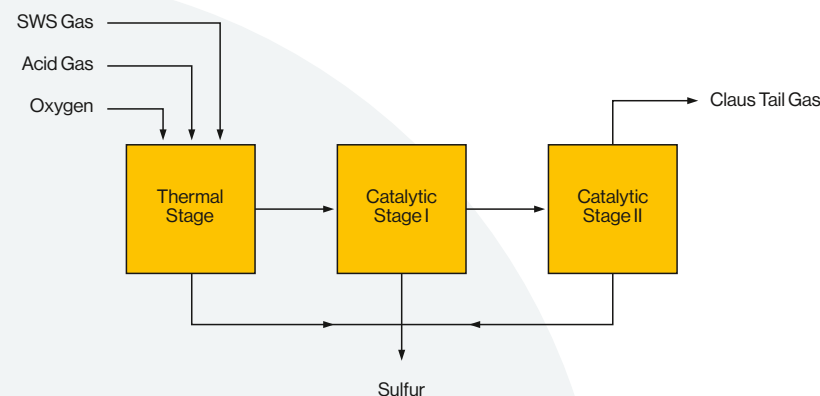 SWS Gas
Acid Gas
Oxygen
Claus Tail Gas
Thermal
Stage
Catalytic
Stage I
Catalytic
Stage II
Sulfur